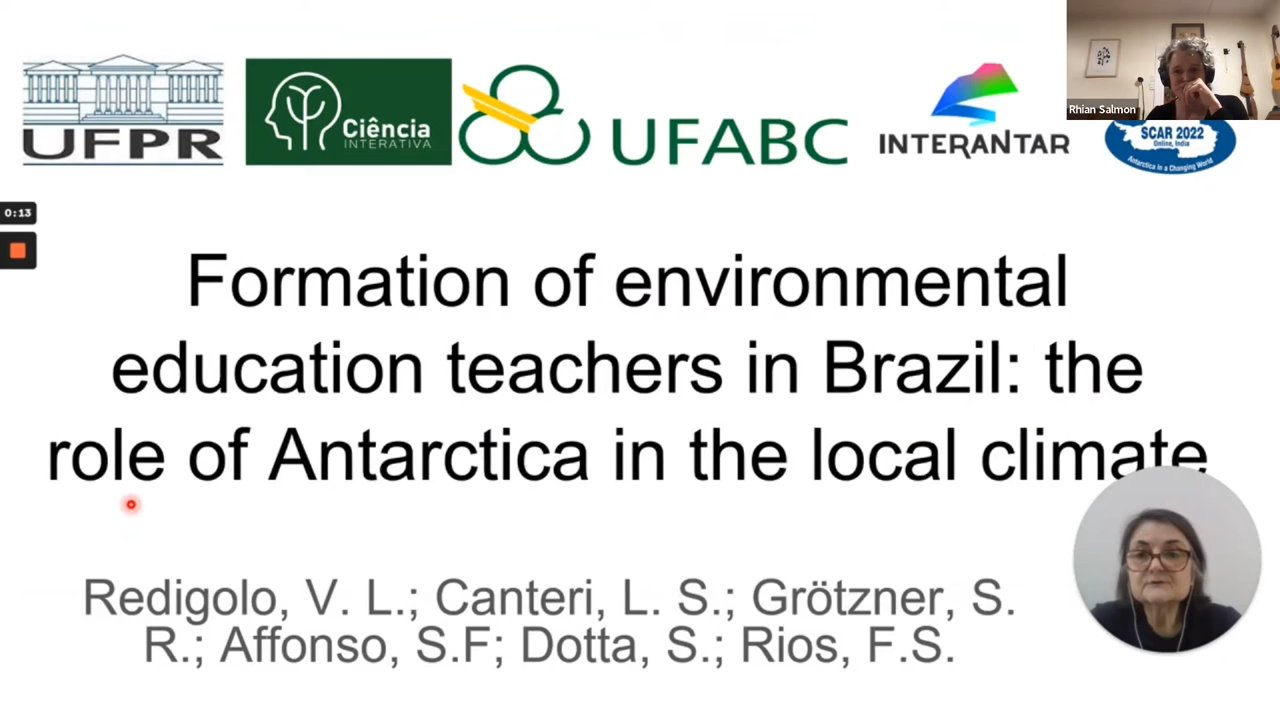 UFPR
Ciência
INTERATIVA
UFABC
INTERANTAR
Rhian Salmon
SCAR 2022
Online, India
Antarctica in a Changing World
0:13
Formation of environmental
education teachers in Brazil: the
role of Antarctica in the local climate
Redigolo, V. L.; Canteri, L. S.; Grötzner, S.
R.; Affonso, S.F; Dotta, S.; Rios, F.S.